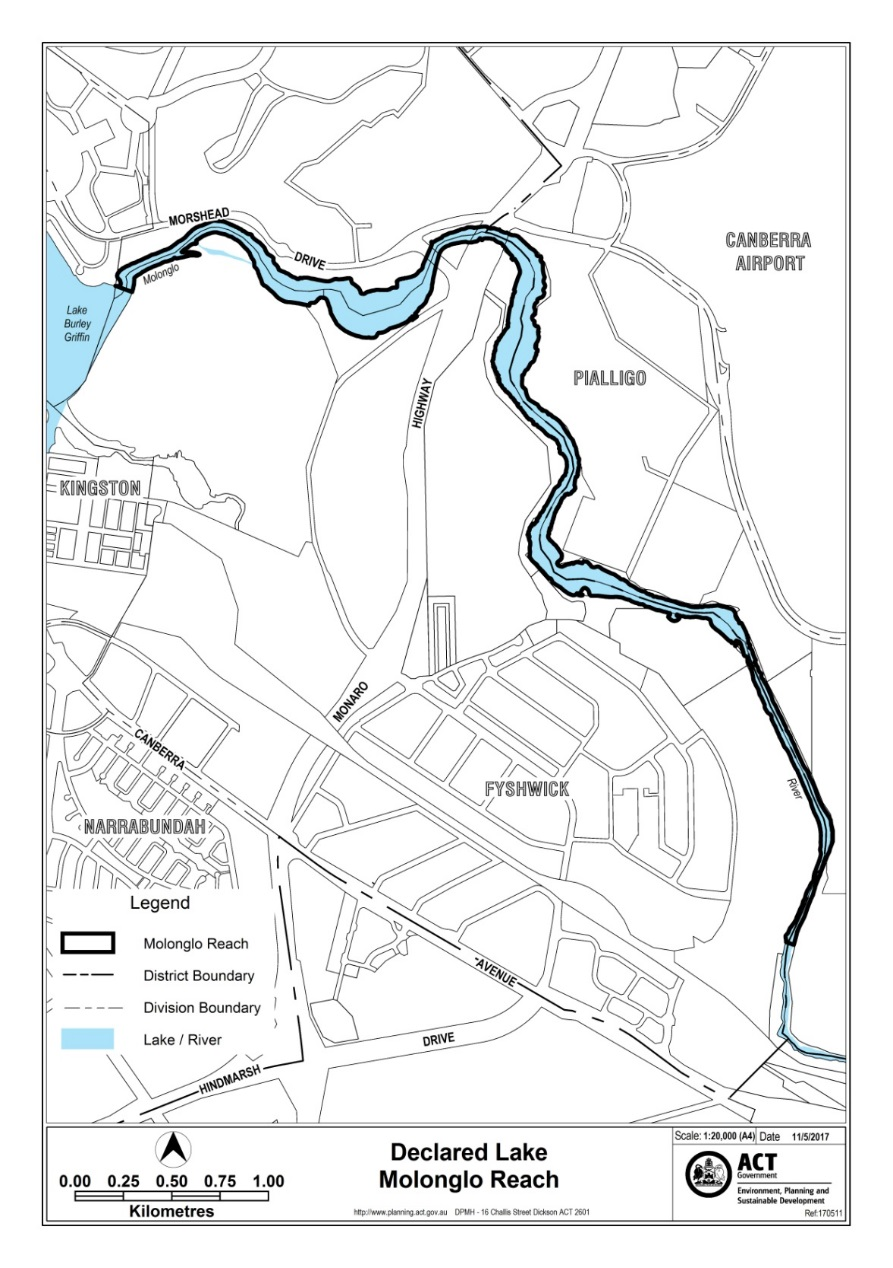 MORSHEAD
DRIVE
Molonglo
Lake
Burley
Griffin
CANBERRA
AIRPORT
PIALLIGO
HIGHWAY
KINGSTON
MONARO
CANBERRA
FYSHWICK
River
NARRABUNDAH
AVENUE
DRIVE
HINDMARSH
Legend
Molonglo Reach
District Boundary
Division Boundary
Lake / River
0.00 0.25 0.50 0.75 1.00
Kilometres
Declared Lake
Molonglo Reach
http://www.planning.act.gov.au DPMH - 16 Challis Street Dickson ACT 2601
Scale: 1:20,000 (A4) Date 11/5/2017
ACT
Government
Environment, Planning and
Sustainable Development
Ref:170511